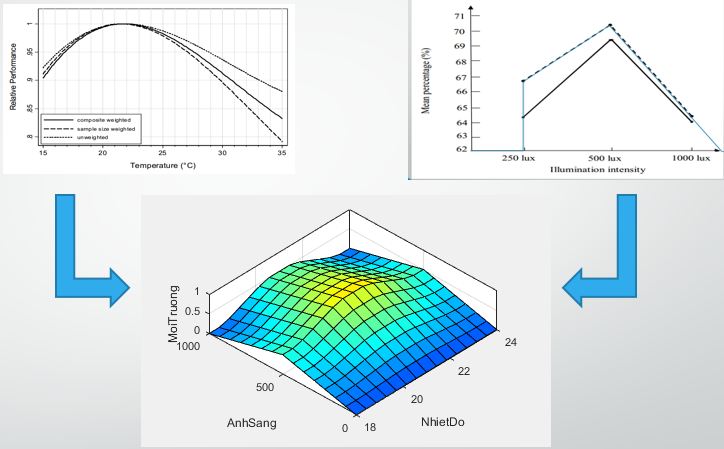 Relative Performance
1
.95
.9
.85
.8
composite weighted
sample size weighted
unweighted
15
20
25
30
35
Temperature (°C)
Mean percentage (%)
71
70
69
68
67
66
65
64
63
62
250 lux
500 lux
1000 lux
Illumination intensity
MoiTruong
1
0.5
0
1000
500
0
AnhSang
18
20
22
24
NhietDo